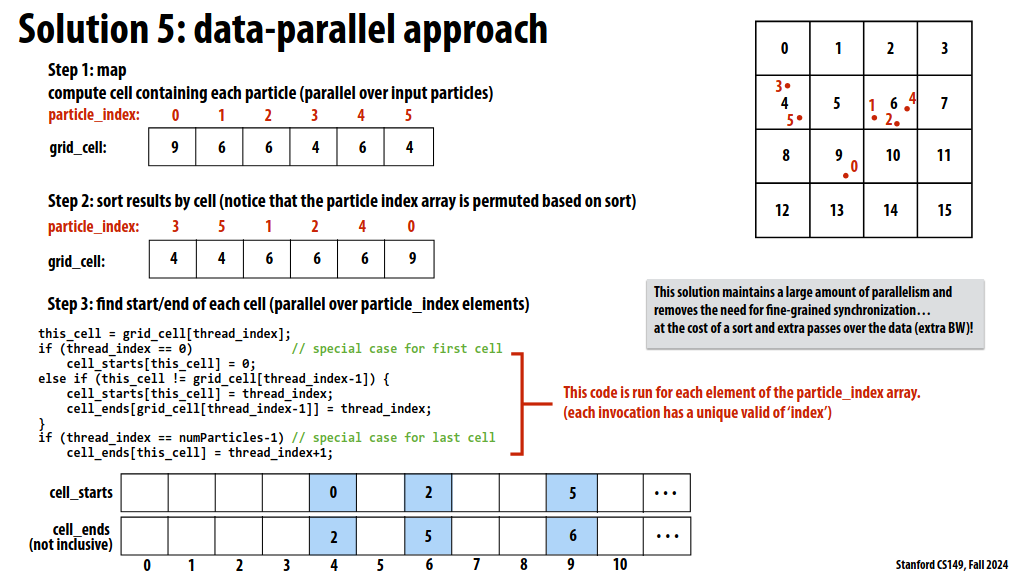 Solution 5: data-parallel approach
Step 1: map
compute cell containing each particle (parallel over input particles)
particle_index: 0 1 2 3 4 5
grid_cell: 9 6 6 4 6 4
Step 2: sort results by cell (notice that the particle index array is permuted based on sort)
particle_index: 3 5 1 2 4 0
grid_cell: 4 4 6 6 6 9
Step 3: find start/end of each cell (parallel over particle_index elements)
this_cell = grid_cell[thread_index];
if (thread_index == 0) // special case for first cell
cell_starts[this_cell] = 0;
else if (this_cell != grid_cell[thread_index-1]) {
cell_starts[this_cell] = thread_index;
cell_ends[grid_cell[thread_index-1]] = thread_index;
}
if (thread_index == numParticles-1) // special case for last cell
cell_ends[this_cell] = thread_index+1;
This code is run for each element of the particle_index array.
(each invocation has a unique valid of ‘index’)
cell_starts 0 2 5 ...
cell_ends 2 5 6 ...
(not inclusive)
0 1 2 3 4 5 6 7 8 9 10
0 1 2 3
3
4 5 1 6 4 7
5 2
8 9 0 10 11
12 13 14 15
This solution maintains a large amount of parallelism and
removes the need for fine-grained synchronization...
at the cost of a sort and extra passes over the data (extra BW)!
Stanford CS149, Fall 2024